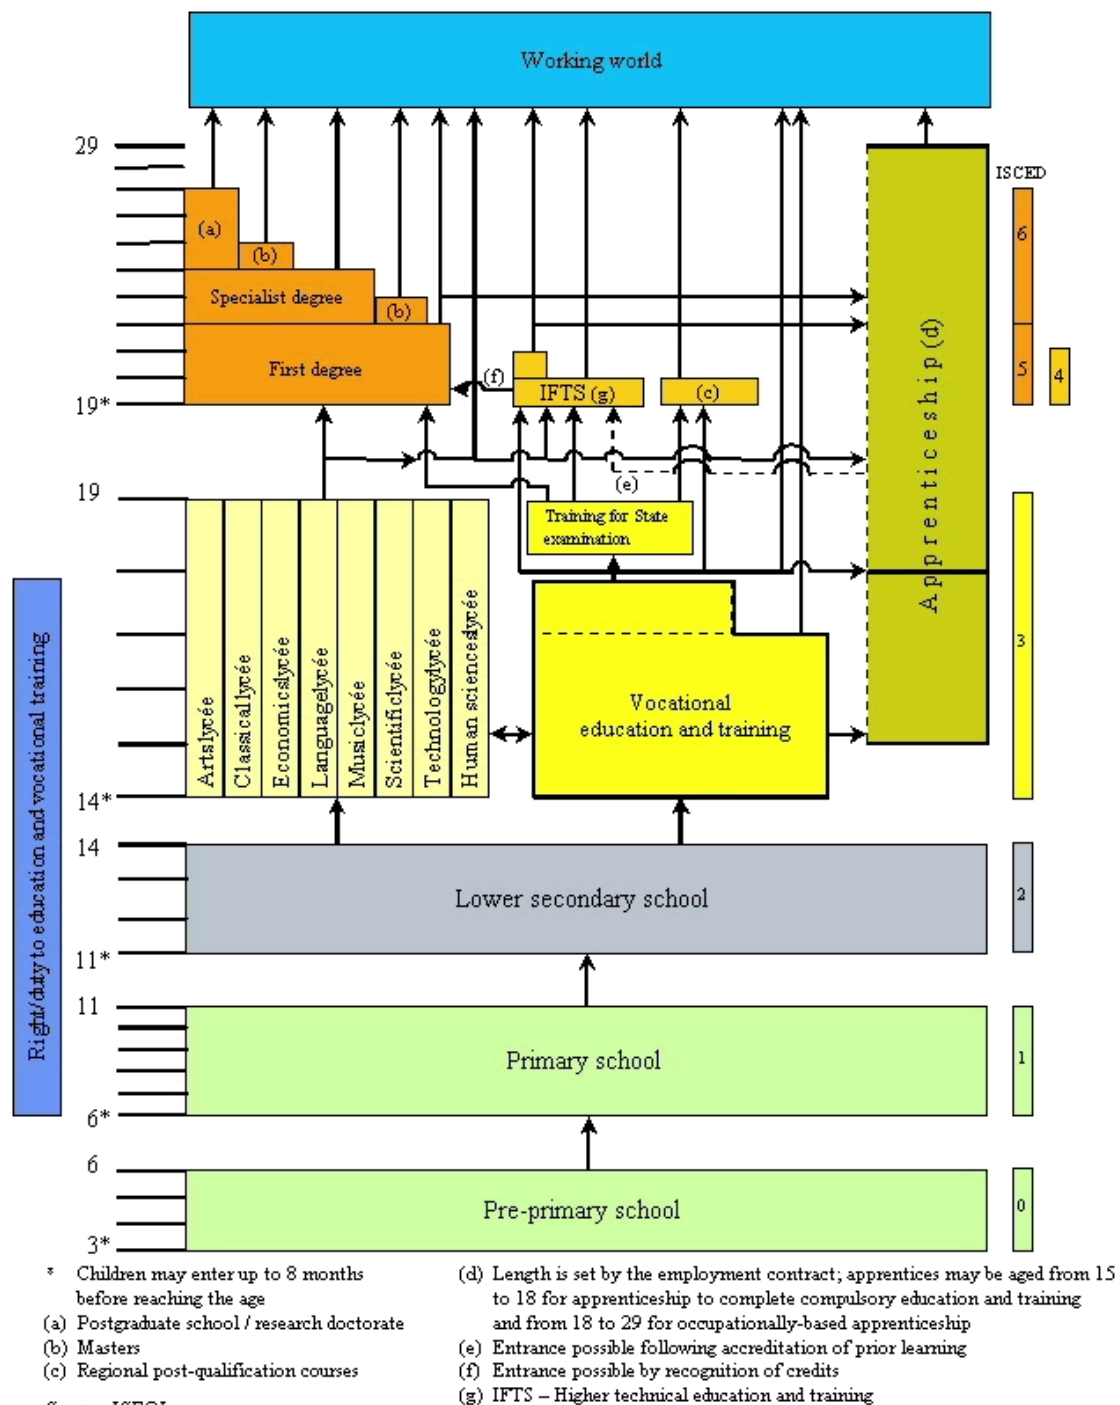 Working world
29
ISCED
(a)
6
(b)
Specialist degree
(b)
First degree
(f)
5
4
IFTS (g)
(c)
19*
19
(e)
Training for State
examination
Apprenticeship (d)
3
Right/duty to education and vocational training
Artslycée
Classicallycée
Economicslycée
Languagelycée
Musiclycée
Scientificlycée
Technologylycée
Human scienceslycée
Vocational
education and training
14*
14
Lower secondary school
2
11*
11
Primary school
1
6*
6
Pre-primary school
0
3*
* Children may enter up to 8 months
before reaching the age
(a) Postgraduate school / research doctorate
(b) Masters
(c) Regional post-qualification courses
(d) Length is set by the employment contract; apprentices may be aged from 15
to 18 for apprenticeship to complete compulsory education and training
and from 18 to 29 for occupationally-based apprenticeship
(e) Entrance possible following accreditation of prior learning
(f) Entrance possible by recognition of credits
(g) IFTS – Higher technical education and training